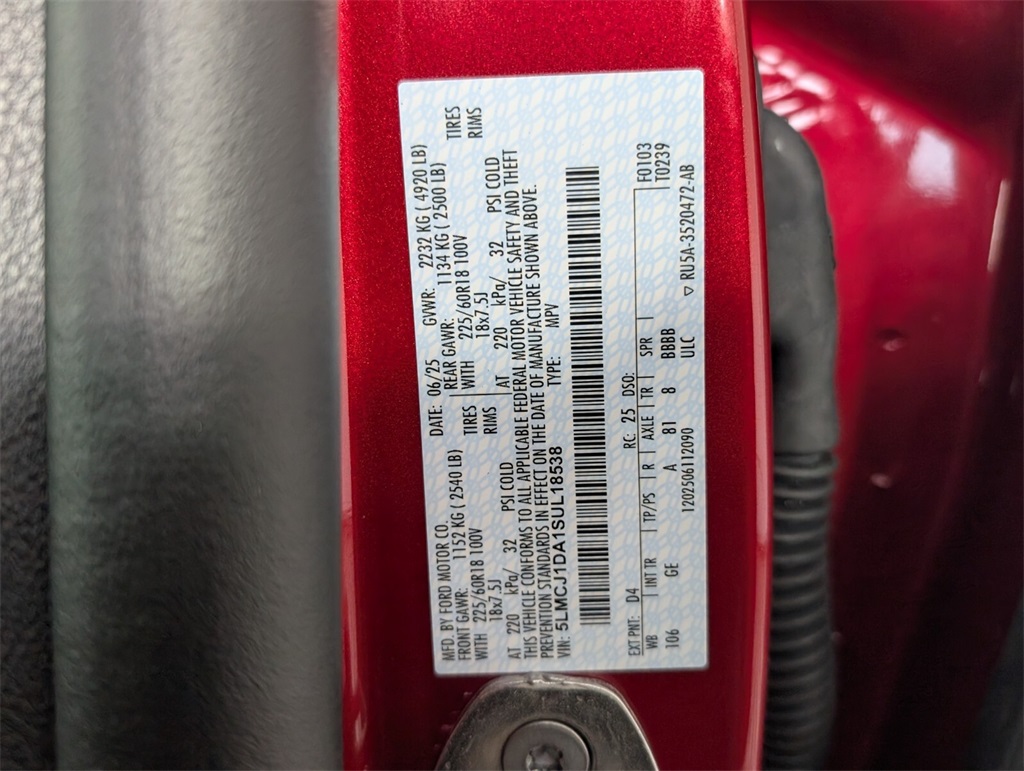 MFD. BY FORD MOTOR CO. DATE: 06/25 GVWR: 2232 KG ( 4920 LB)
FRONT GAWR: 1152 KG ( 2540 LB) REAR GAWR: 1134 KG ( 2500 LB)
WITH 225/60R18 100V TIRES WITH 225/60R18 100V TIRES
18x7.5J RIMS 18x7.5J RIMS
AT 220 kPa/ 32 PSI COLD AT 220 kPa/ 32 PSI COLD
THIS VEHICLE CONFORMS TO ALL APPLICABLE FEDERAL MOTOR VEHICLE SAFETY AND THEFT
PREVENTION STANDARDS IN EFFECT ON THE DATE OF MANUFACTURE SHOWN ABOVE.
VIN: 5LMCJ1DA1SUL18538 TYPE: MPV
EXT PNT: D4 RC: 25 DSO: F0103
WB INT TR TP/PS R AXLE TR SPR T0239
106 GE A 81 8 BBBB
1202506112090 ULC ▽ RU5A-3520472-AB